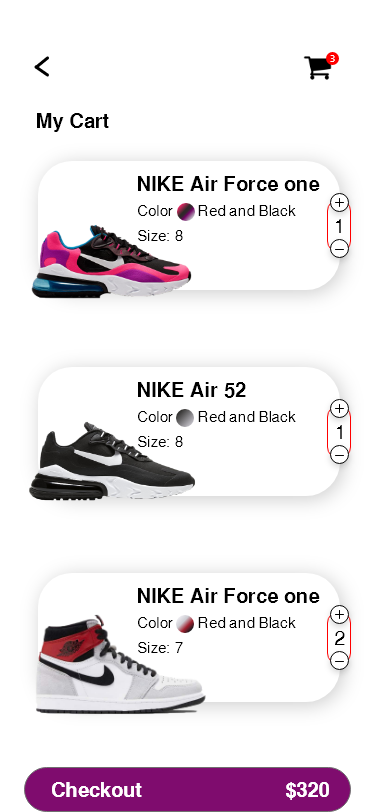 3
My Cart
NIKE Air Force one
Color Red and Black
Size: 8
+
1
−
NIKE Air 52
Color Red and Black
Size: 8
+
1
−
NIKE Air Force one
Color Red and Black
Size: 7
+
2
−
Checkout $320